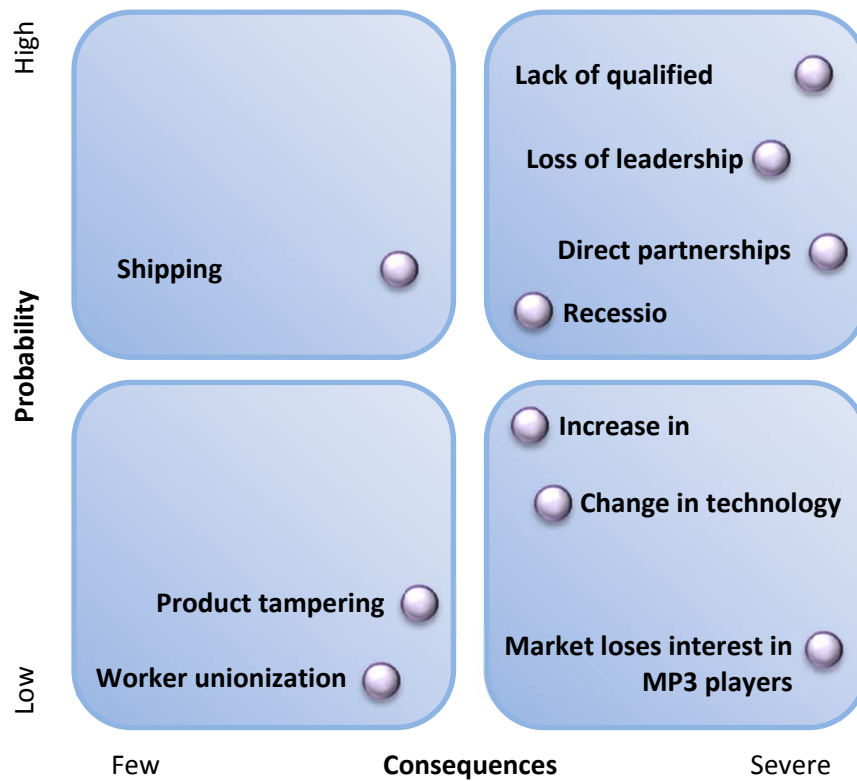 High
Lack of qualified
Loss of leadership
Direct partnerships
Shipping
Recessio
Probability
Increase in
Change in technology
Product tampering
Market loses interest in
MP3 players
Worker unionization
Low
Few
Consequences
Severe